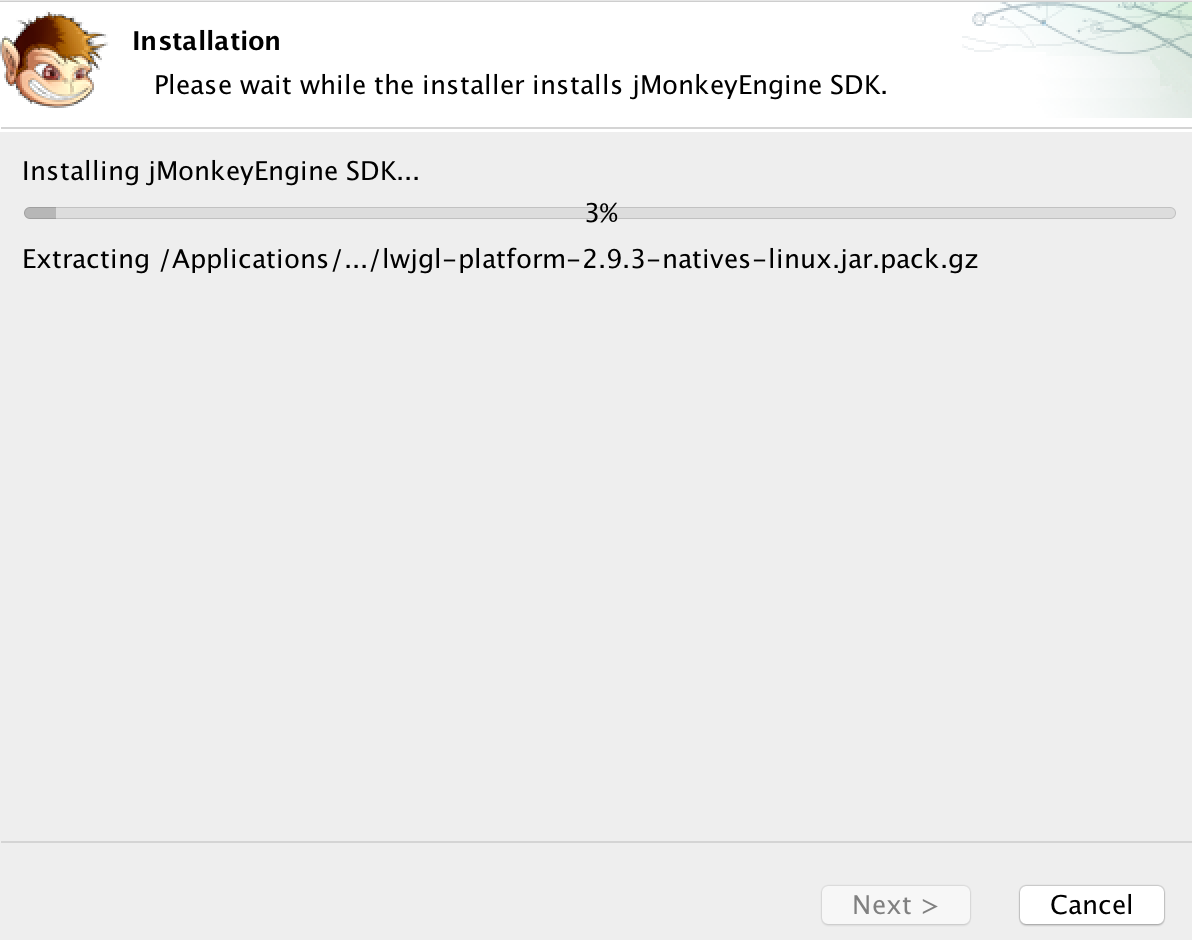 Installation
Please wait while the installer installs jMonkeyEngine SDK.
Installing jMonkeyEngine SDK...
3%
Extracting /Applications/.../lwjgl-platform-2.9.3-natives-linux.jar.pack.gz
Next >
Cancel